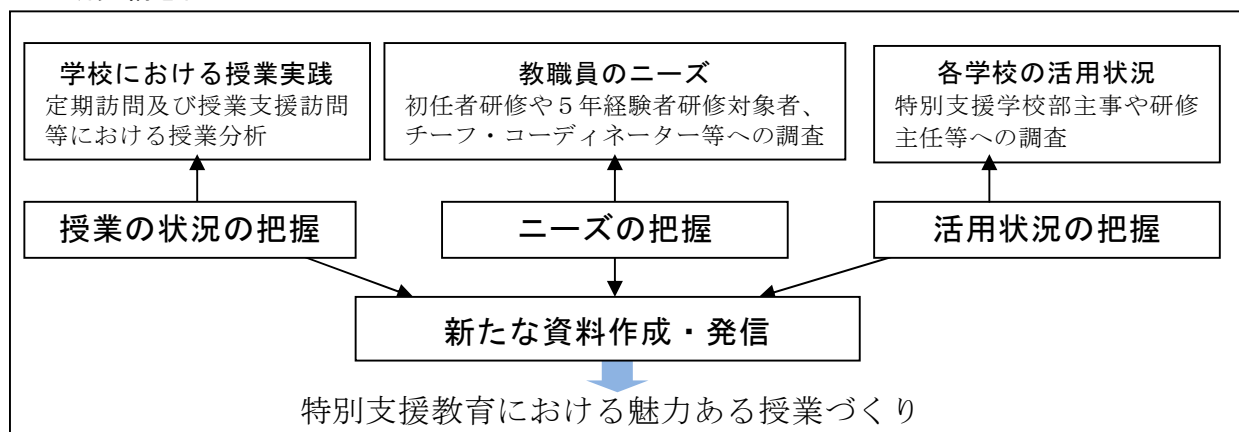 学校における授業実践
定期訪問及び授業支援訪問
等における授業分析
教職員のニーズ
初任者研修や5年経験者研修対象者、
チーフ・コーディネーター等への調査
各学校の活用状況
特別支援学校部主事や研修
主任等への調査
授業の状況の把握
ニーズの把握
活用状況の把握
新たな資料作成・発信
特別支援教育における魅力ある授業づくり